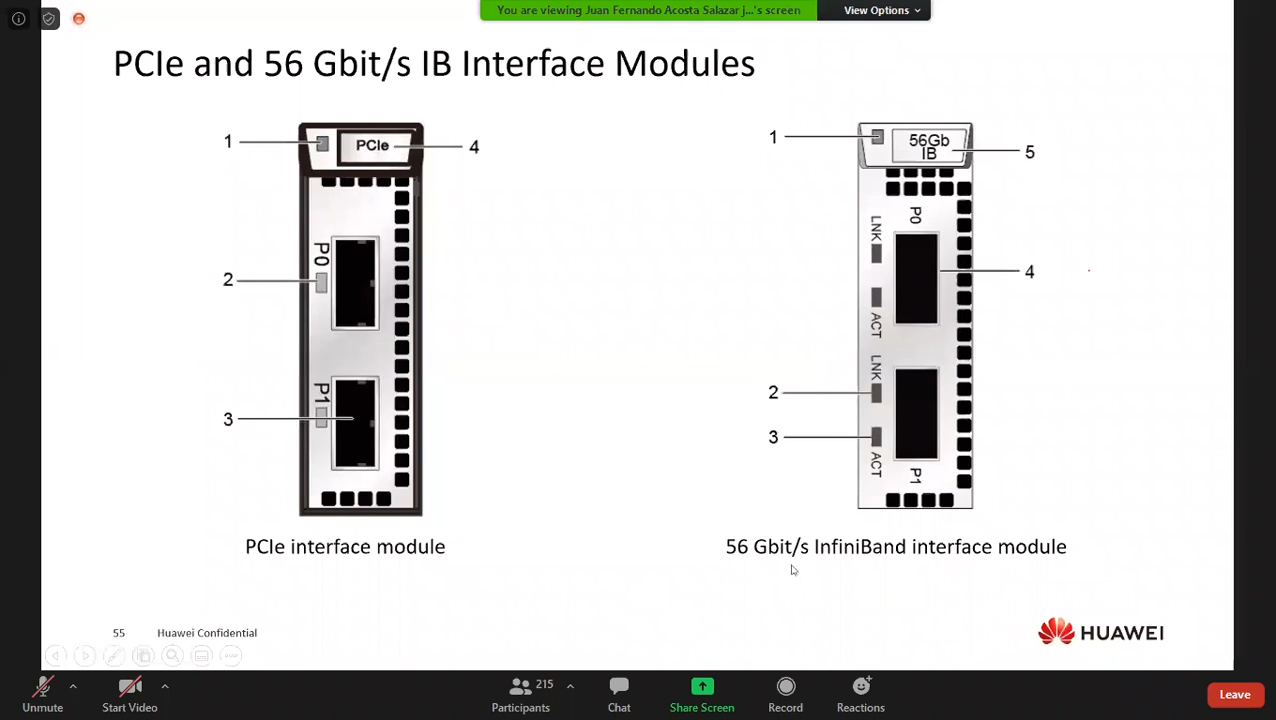 You are viewing Juan Fernando Acosta Salazar j...'s screen
View Options
PCIe and 56 Gbit/s IB Interface Modules
1
PCIe
4
P0
2
P1
3
PCIe interface module
1
56Gb
IB
5
P0
LNK
4
ACT
LNK
2
3
ACT
P1
56 Gbit/s InfiniBand interface module
55
Huawei Confidential
HUAWEI
Unmute
Start Video
215
Participants
Chat
Share Screen
Record
Reactions
Leave